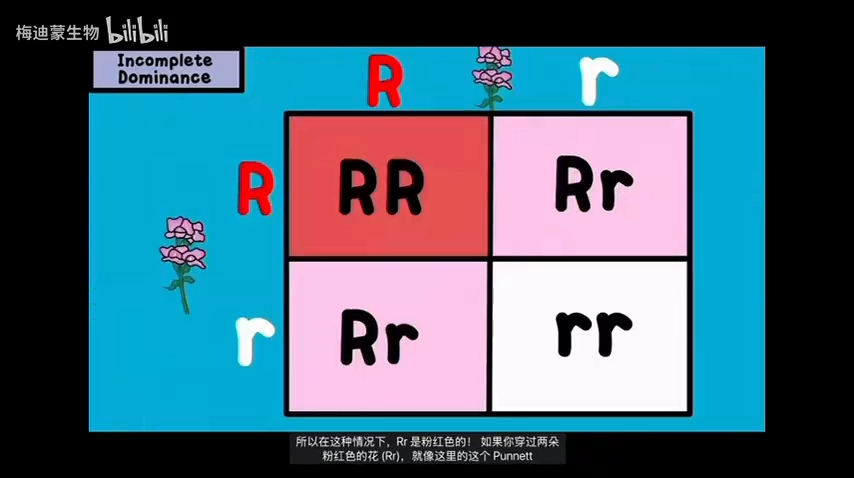 梅迪蒙生物 bilibili
Incomplete
Dominance
R r
R RR Rr
r Rr rr
所以在这种情况下，Rr 是粉红色的！ 如果你穿过两朵
粉红色的花 (Rr)，就像这里的这个 Punnett